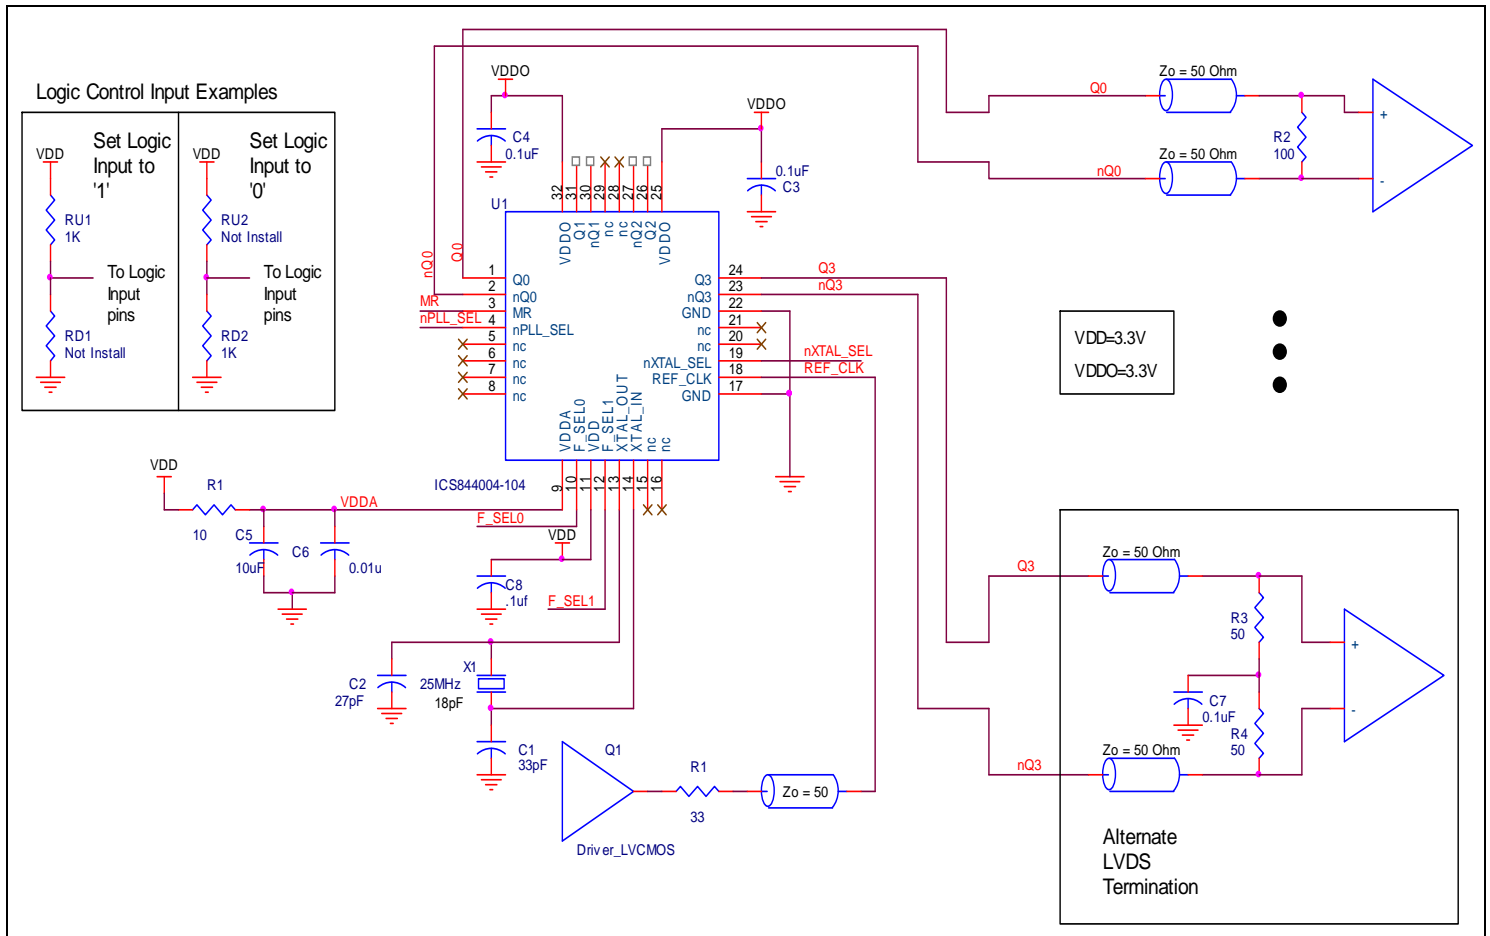 Logic Control Input Examples
Set Logic
Input to
'1'
VDD
RU1
1K
To Logic
Input
pins
RD1
Not Install
Set Logic
Input to
'0'
VDD
RU2
Not Install
To Logic
Input
pins
RD2
1K
VDDO
C4
0.1uF
VDDO
0.1uF
C3
U1
32
31
30
29
28
27
26
25
VDDO
Q1
nQ1
nc
nc
nQ2
Q2
VDDO
nQ0
Q0
MR
nPLL_SEL
1
2
3
4
5
6
7
8
Q0
nQ0
MR
nPLL_SEL
nc
nc
nc
nc
Q3
nQ3
GND
nc
nc
nXTAL_SEL
REF_CLK
GND
24
23
22
21
20
19
18
17
Q3
nQ3
nXTAL_SEL
REF_CLK
VDDA
F_SEL0
VDD
F_SEL1
XTAL_OUT
XTAL_IN
nc
nc
9
10
11
12
13
14
15
16
ICS844004-104
Zo = 50 Ohm
Q0
R2
100
+
Zo = 50 Ohm
nQ0
-
VDD=3.3V
VDDO=3.3V
VDD
R1
10
VDDA
C5
10uF
C6
0.01u
F_SEL0
VDD
C8
.1uf
F_SEL1
C2
27pF
X1
25MHz
18pF
C1
33pF
Q1
Driver_LVCMOS
R1
33
Zo = 50
Zo = 50 Ohm
Q3
R3
50
+
C7
0.1uF
R4
50
-
Zo = 50 Ohm
nQ3
Alternate
LVDS
Termination